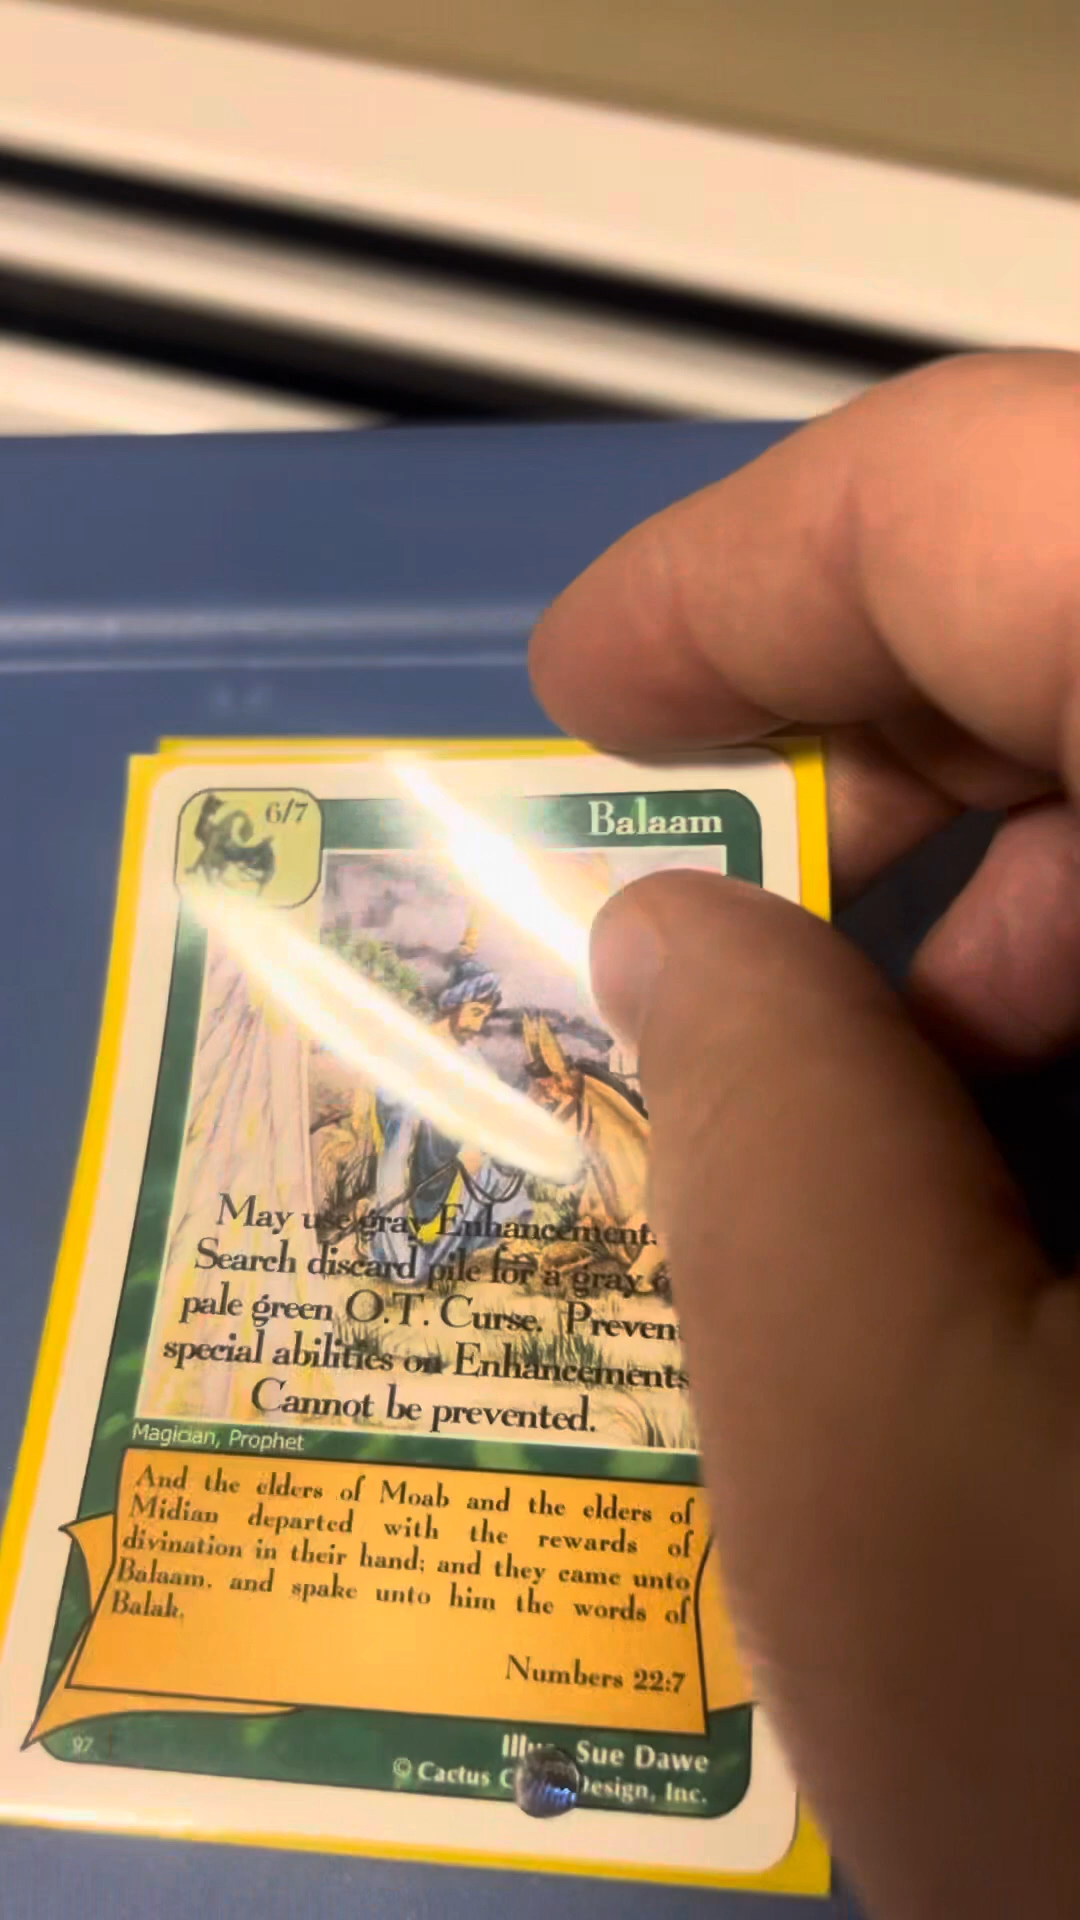 6/7
Balaam
May use gray Enhancement.
Search discard pile for a gray
pale green O.T. Curse. Preven
special abilities on Enhancements
Cannot be prevented.
Magician, Prophet
And the elders of Moab and the elders of
Midian departed with the rewards of
divination in their hand; and they came unto
Balaam, and spake unto him the words of
Balak.
Numbers 22:7
97
Sue Dawe
© Cactus Design, Inc.